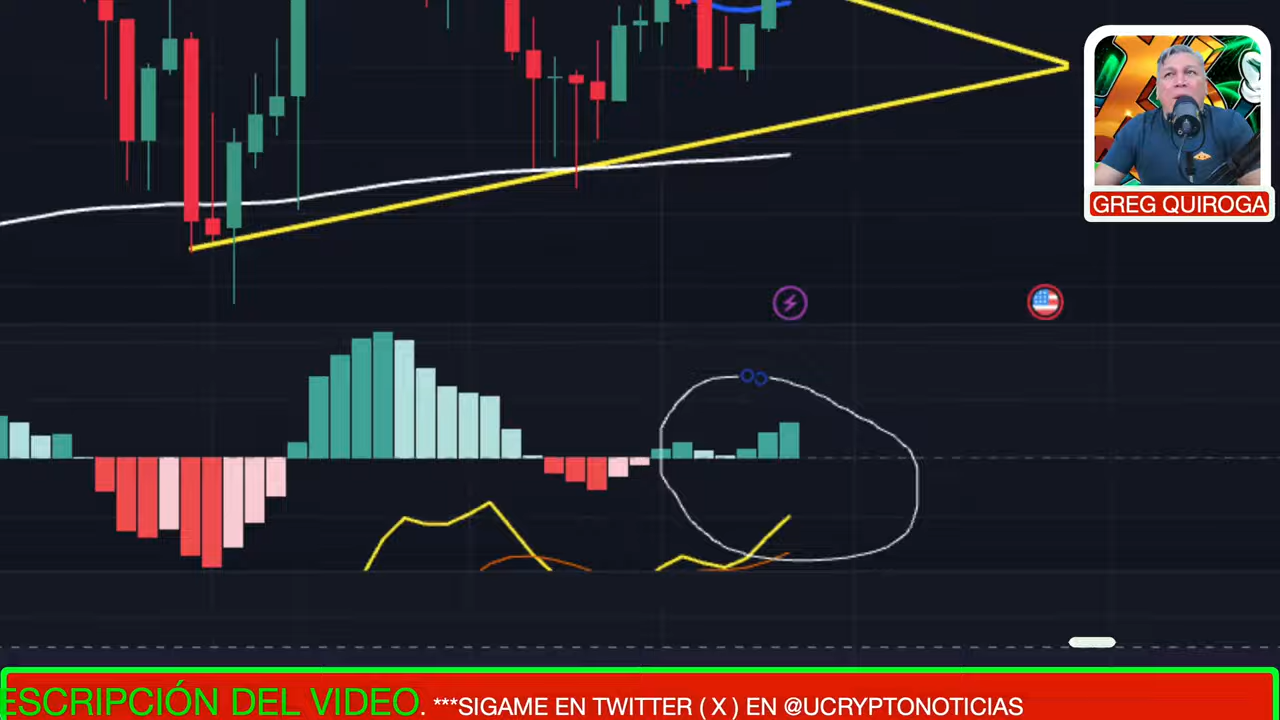 GREG QUIROGA
ESCRIPCIÓN DEL VIDEO. ***SIGAME EN TWITTER ( X ) EN @UCRYPTONOTICIAS